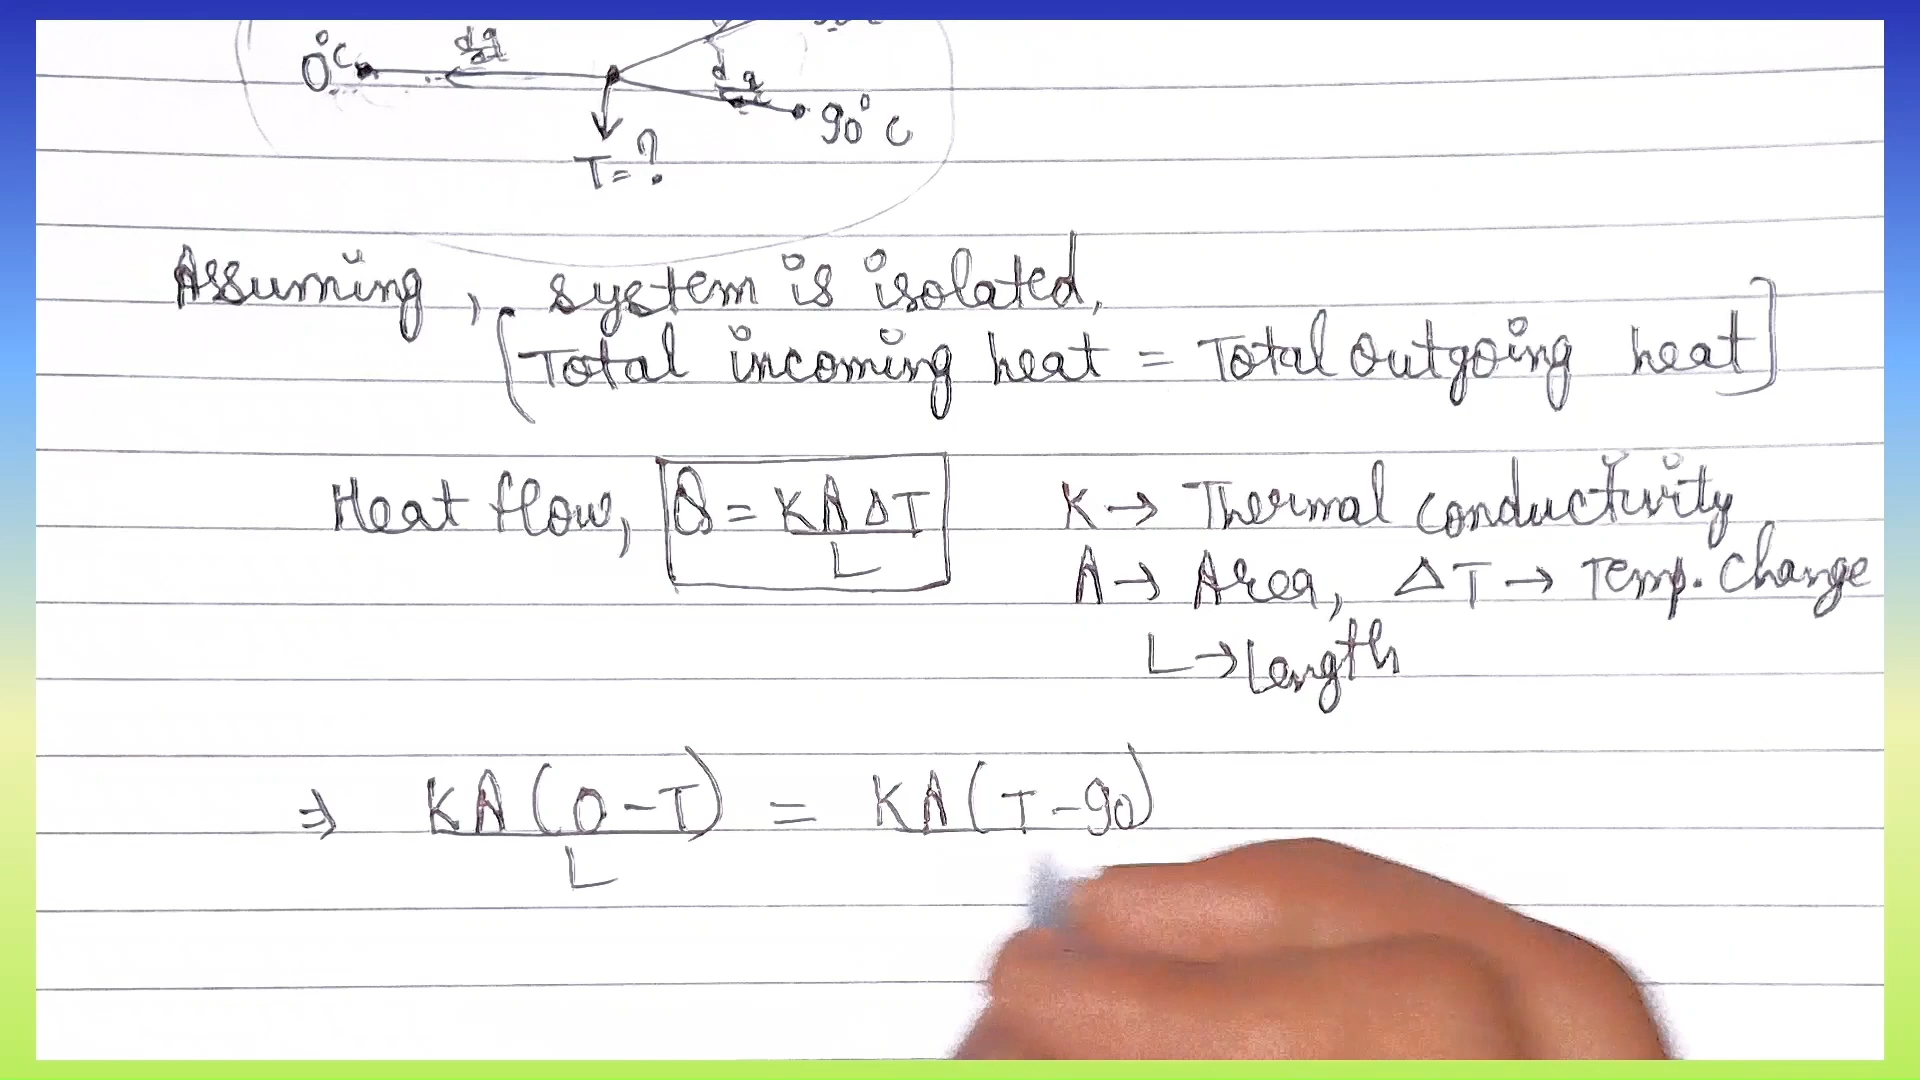 0°C
dq
dq
90°C
T = ?
Assuming, system is isolated,
[Total incoming heat = Total outgoing heat]
Heat flow, Q = KAΔT / L K → Thermal conductivity
A → Area, ΔT → Temp. Change
L → Length
⇒ KA(0-T) / L = KA(T-90)